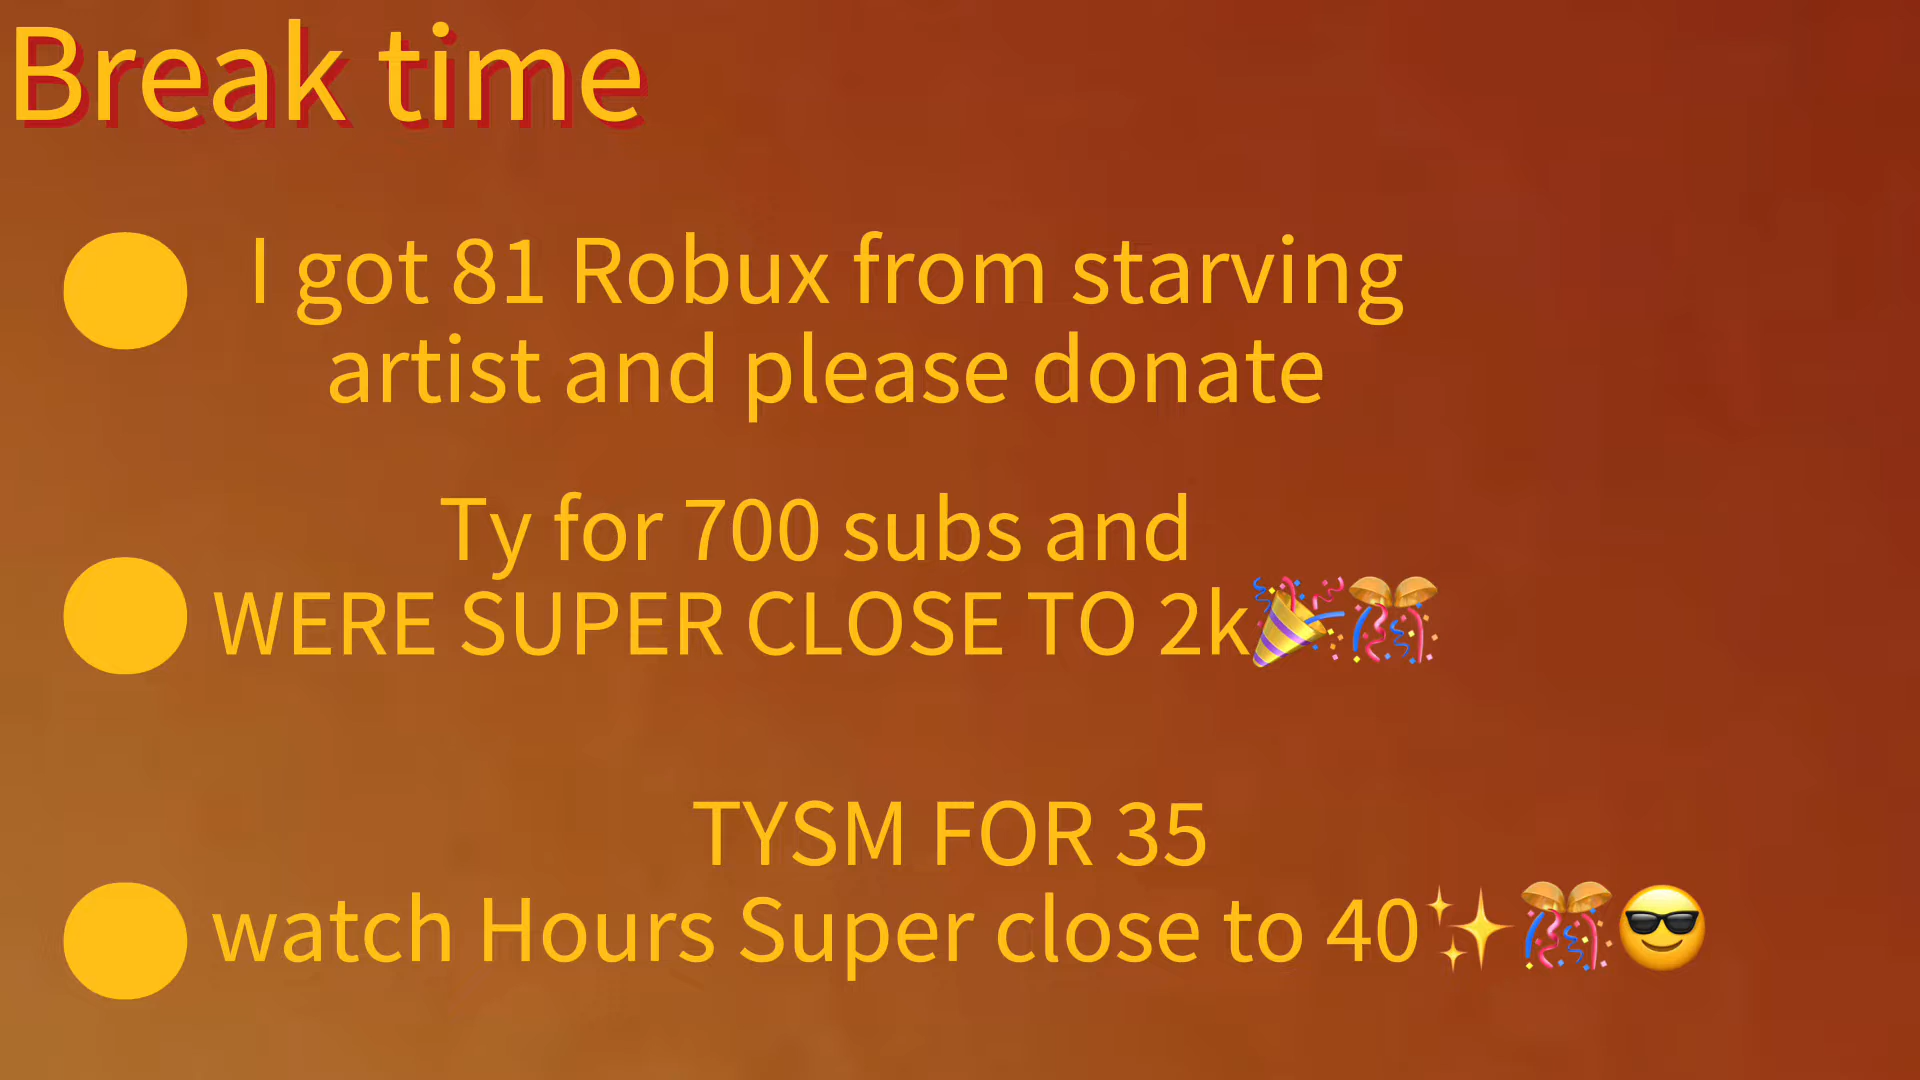 Break time
I got 81 Robux from starving
artist and please donate
Ty for 700 subs and
WERE SUPER CLOSE TO 2k🎉🎊
TYSM FOR 35
watch Hours Super close to 40✨🎊😎